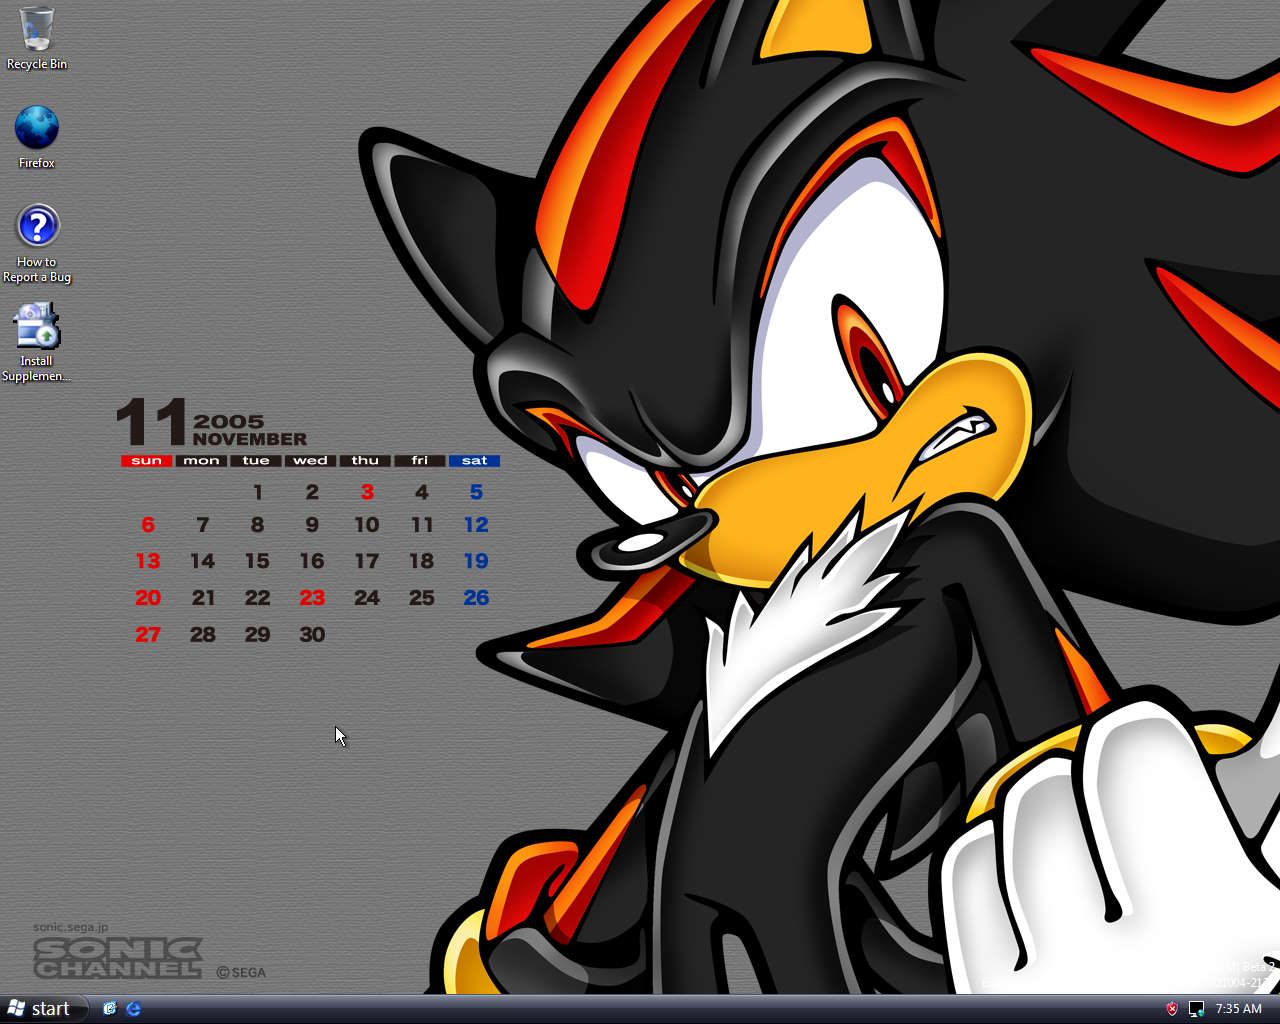 Recycle Bin
Firefox
How to
Report a Bug
Install
Supplemen...
11 2005
NOVEMBER
sun mon tue wed thu fri sat
1 2 3 4 5
6 7 8 9 10 11 12
13 14 15 16 17 18 19
20 21 22 23 24 25 26
27 28 29 30
sonic.sega.jp
SONIC
CHANNEL ©SEGA
Beta 2
start 7:35 AM